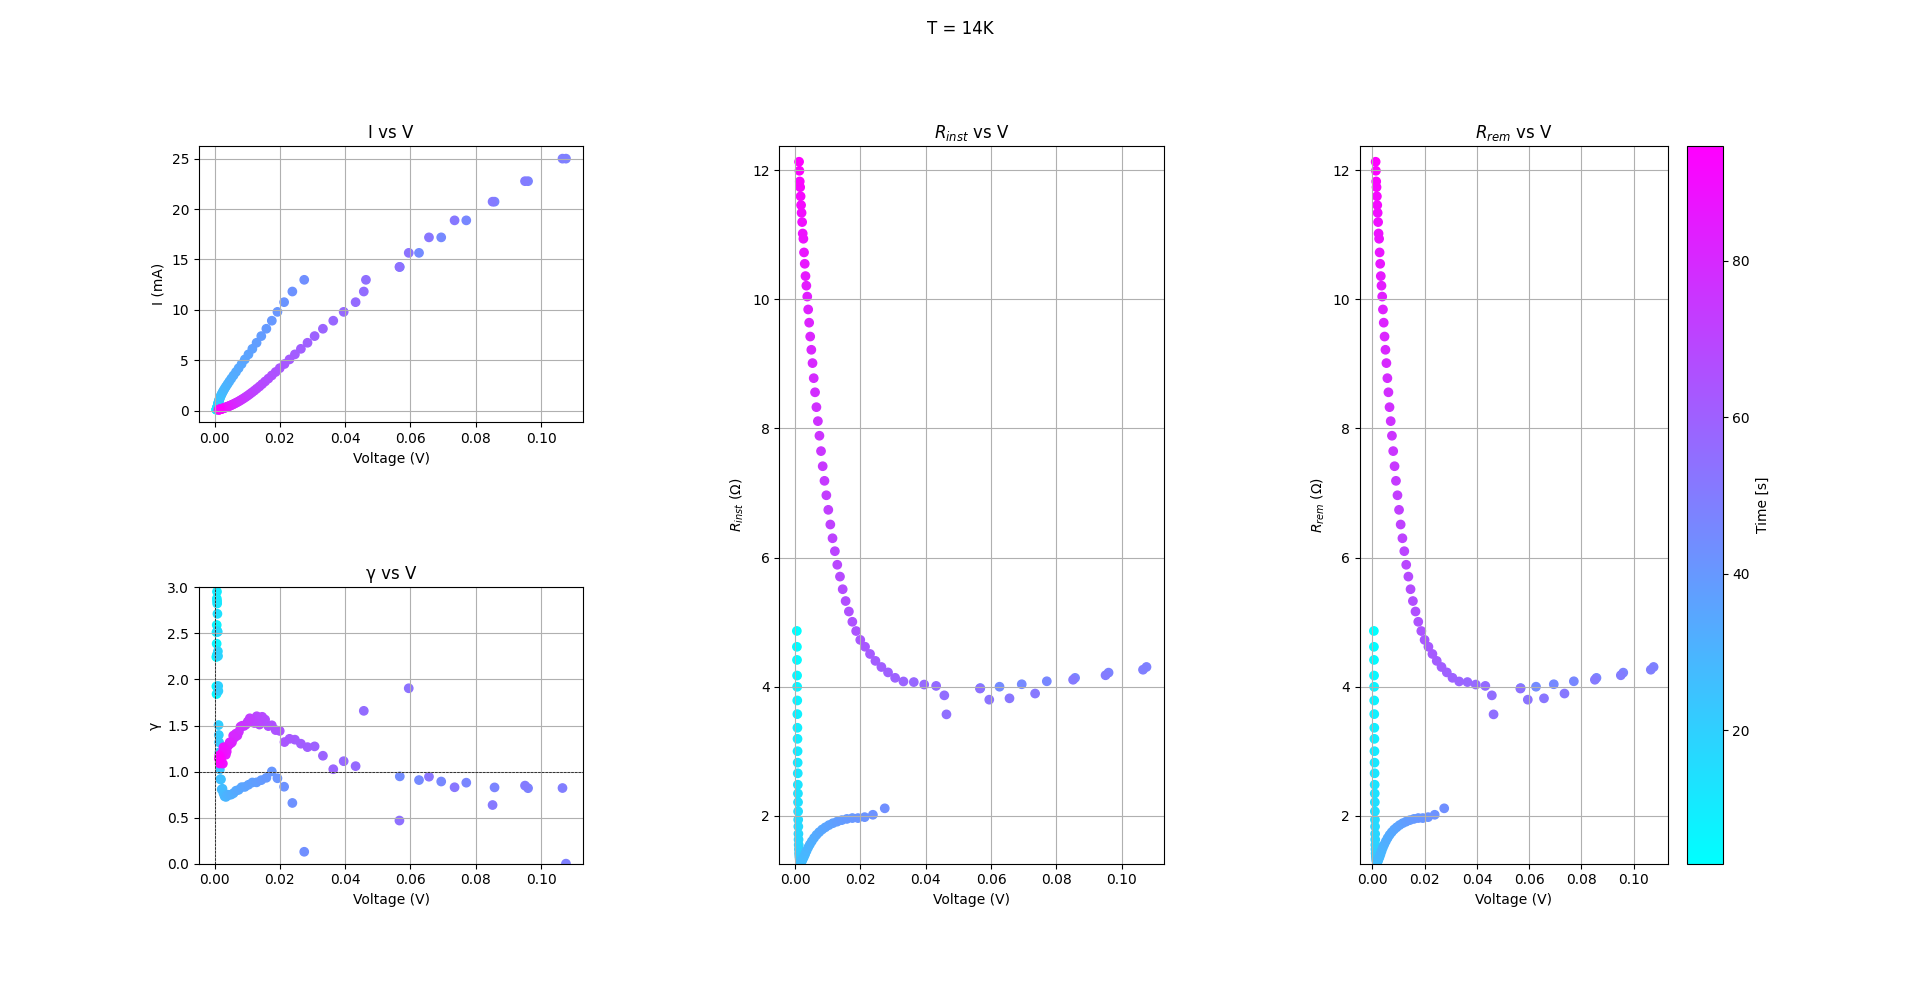 T = 14K
I vs V
25
20
15
10
5
0
I (mA)
0.00 0.02 0.04 0.06 0.08 0.10
Voltage (V)
γ vs V
3.0
2.5
2.0
1.5
1.0
0.5
0.0
γ
0.00 0.02 0.04 0.06 0.08 0.10
Voltage (V)
R_inst vs V
12
10
8
6
4
2
R_inst (Ω)
0.00 0.02 0.04 0.06 0.08 0.10
Voltage (V)
R_rem vs V
12
10
8
6
4
2
R_rem (Ω)
0.00 0.02 0.04 0.06 0.08 0.10
Voltage (V)
80
60
40
20
Time [s]